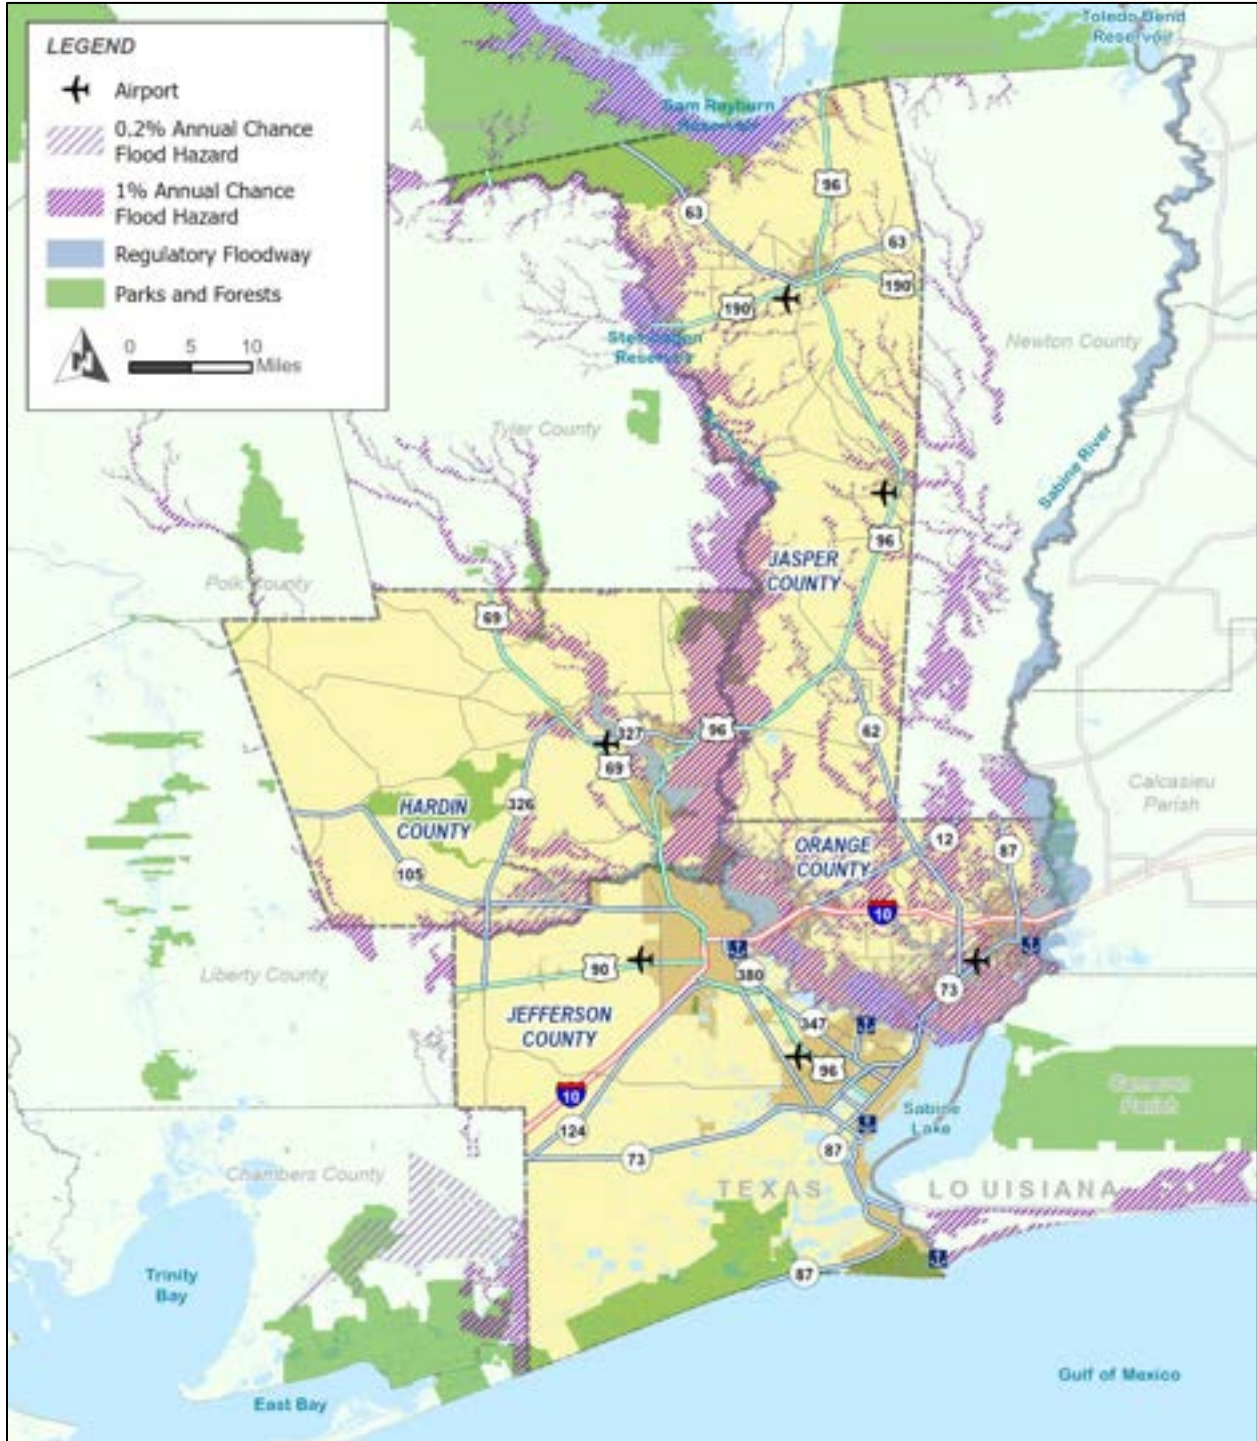 LEGEND
Airport
0.2% Annual Chance
Flood Hazard
1% Annual Chance
Flood Hazard
Regulatory Floodway
Parks and Forests
N
0 5 10
Miles
Toledo Bend
Reservoir
Sam Rayburn
Reservoir
96
63
63
190
190
Reservoir
Newton County
Tyler County
Sabine River
96
JASPER
COUNTY
Polk County
69
96
327
62
69
Calcasieu
Parish
326
HARDIN
COUNTY
ORANGE
COUNTY
12
87
105
10
Liberty County
90
380
73
JEFFERSON
COUNTY
347
96
10
Cameron
Parish
Sabine
Lake
124
87
73
Chambers County
TEXAS
LOUISIANA
Trinity
Bay
87
Gulf of Mexico
East Bay